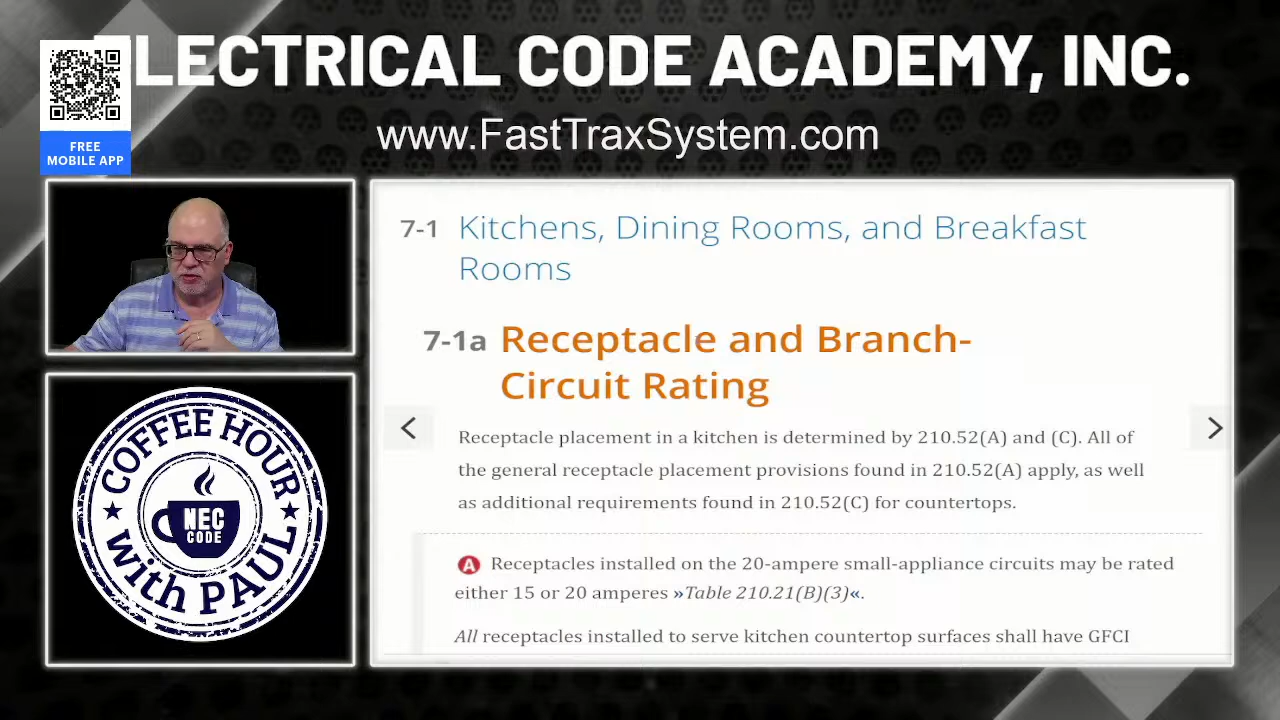 ELECTRICAL CODE ACADEMY, INC.
www.FastTraxSystem.com
FREE
MOBILE APP
7-1 Kitchens, Dining Rooms, and Breakfast
Rooms
7-1a Receptacle and Branch-
Circuit Rating
Receptacle placement in a kitchen is determined by 210.52(A) and (C). All of
the general receptacle placement provisions found in 210.52(A) apply, as well
as additional requirements found in 210.52(C) for countertops.
A Receptacles installed on the 20-ampere small-appliance circuits may be rated
either 15 or 20 amperes »Table 210.21(B)(3)«.
All receptacles installed to serve kitchen countertop surfaces shall have GFCI
COFFEE HOUR
NEC
CODE
with PAUL